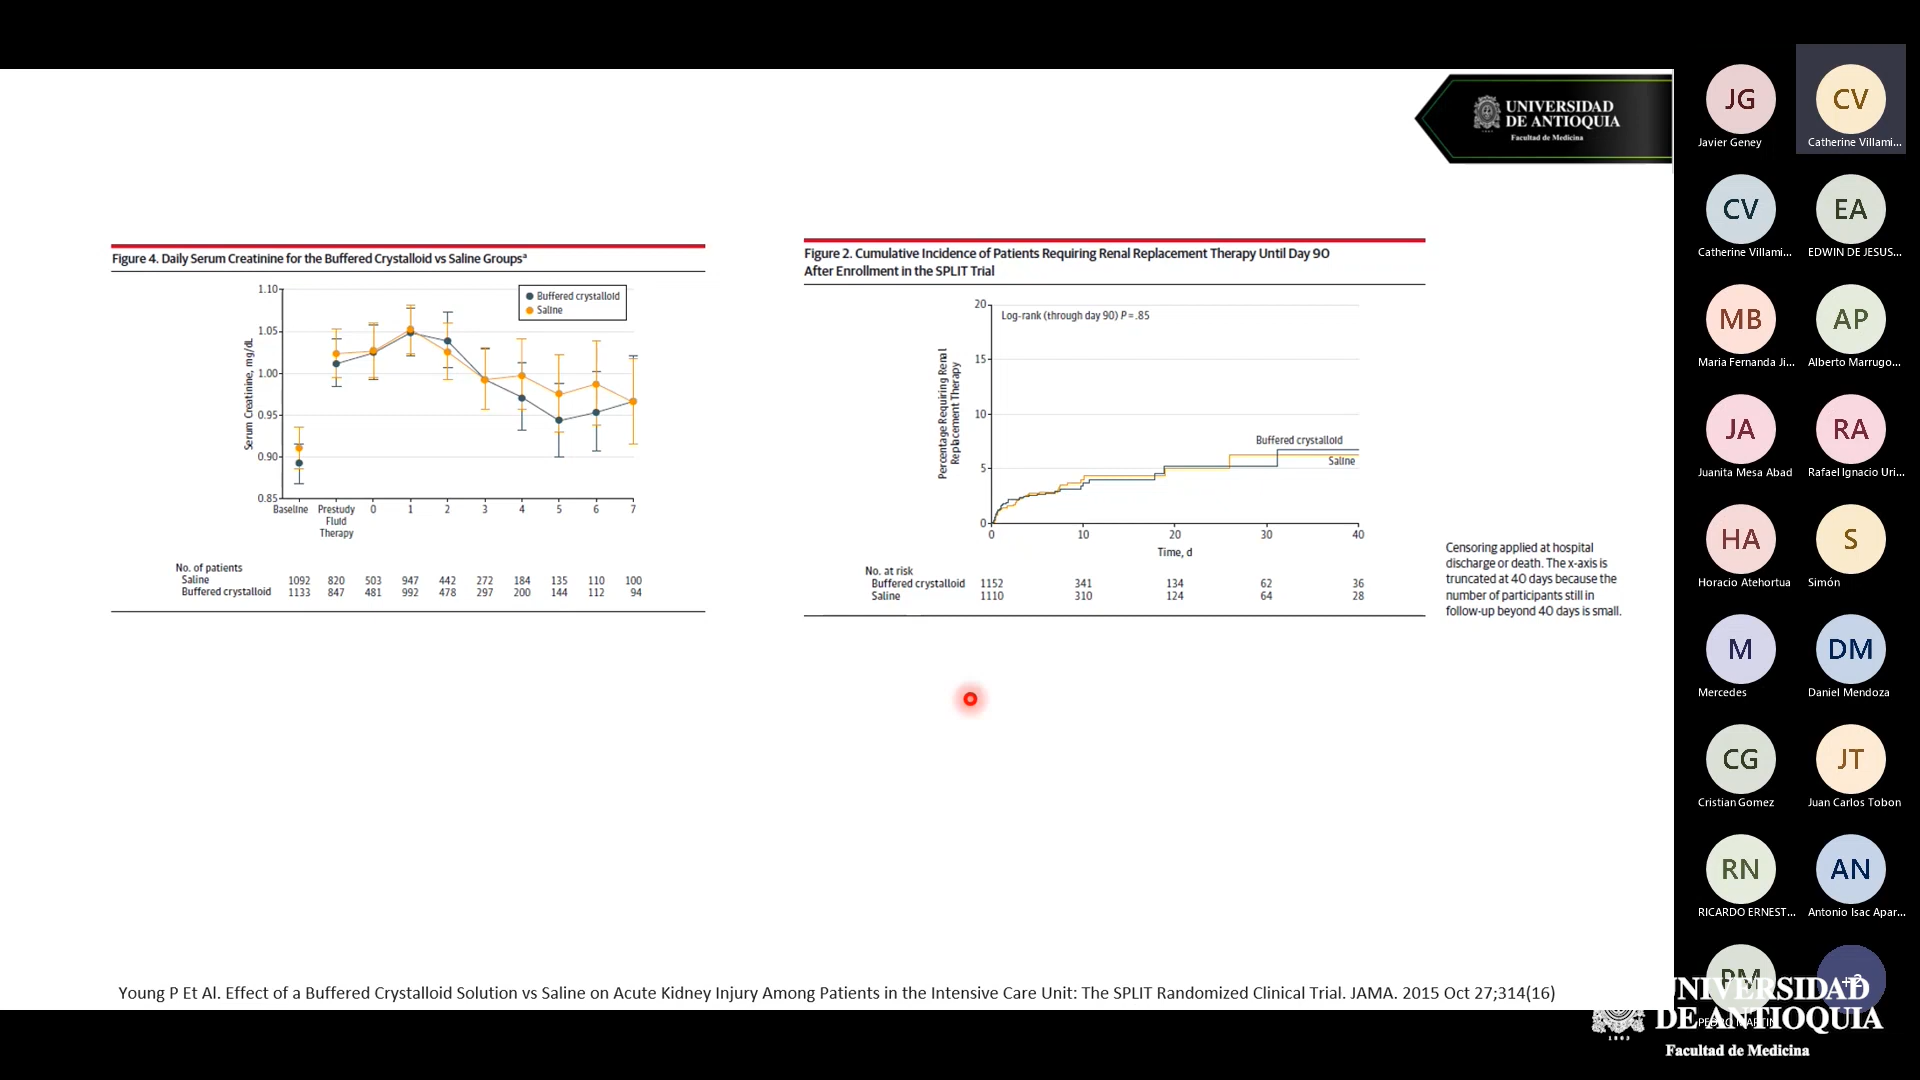 UNIVERSIDAD
DE ANTIOQUIA
Facultad de Medicina
Figure 4. Daily Serum Creatinine for the Buffered Crystalloid vs Saline Groupsª
Serum Creatinine, mg/dL
1.10
1.05
1.00
0.95
0.90
0.85
Buffered crystalloid
Saline
Baseline Prestudy Fluid Therapy 0 1 2 3 4 5 6 7
No. of patients
Saline 1092 820 503 947 442 272 184 135 110 100
Buffered crystalloid 1133 847 481 992 478 297 200 144 112 94
Figure 2. Cumulative Incidence of Patients Requiring Renal Replacement Therapy Until Day 90
After Enrollment in the SPLIT Trial
Percentage Requiring Renal
Replacement Therapy
20
15
10
5
0
Log-rank (through day 90) P = .85
Buffered crystalloid
Saline
0 10 20 30 40
Time, d
No. at risk
Buffered crystalloid 1152 341 134 62 36
Saline 1110 310 124 64 28
Censoring applied at hospital
discharge or death. The x-axis is
truncated at 40 days because the
number of participants still in
follow-up beyond 40 days is small.
Young P Et Al. Effect of a Buffered Crystalloid Solution vs Saline on Acute Kidney Injury Among Patients in the Intensive Care Unit: The SPLIT Randomized Clinical Trial. JAMA. 2015 Oct 27;314(16)
JG
Javier Geney
CV
Catherine Villami...
CV
Catherine Villami...
EA
EDWIN DE JESUS...
MB
Maria Fernanda Ji...
AP
Alberto Marrugo...
JA
Juanita Mesa Abad
RA
Rafael Ignacio Uri...
HA
Horacio Atehortua
S
Simón
M
Mercedes
DM
Daniel Mendoza
CG
Cristian Gomez
JT
Juan Carlos Tobon
RN
RICARDO ERNEST...
AN
Antonio Isac Apar...
PM
+2
UNIVERSIDAD
DE ANTIOQUIA
1803
Facultad de Medicina